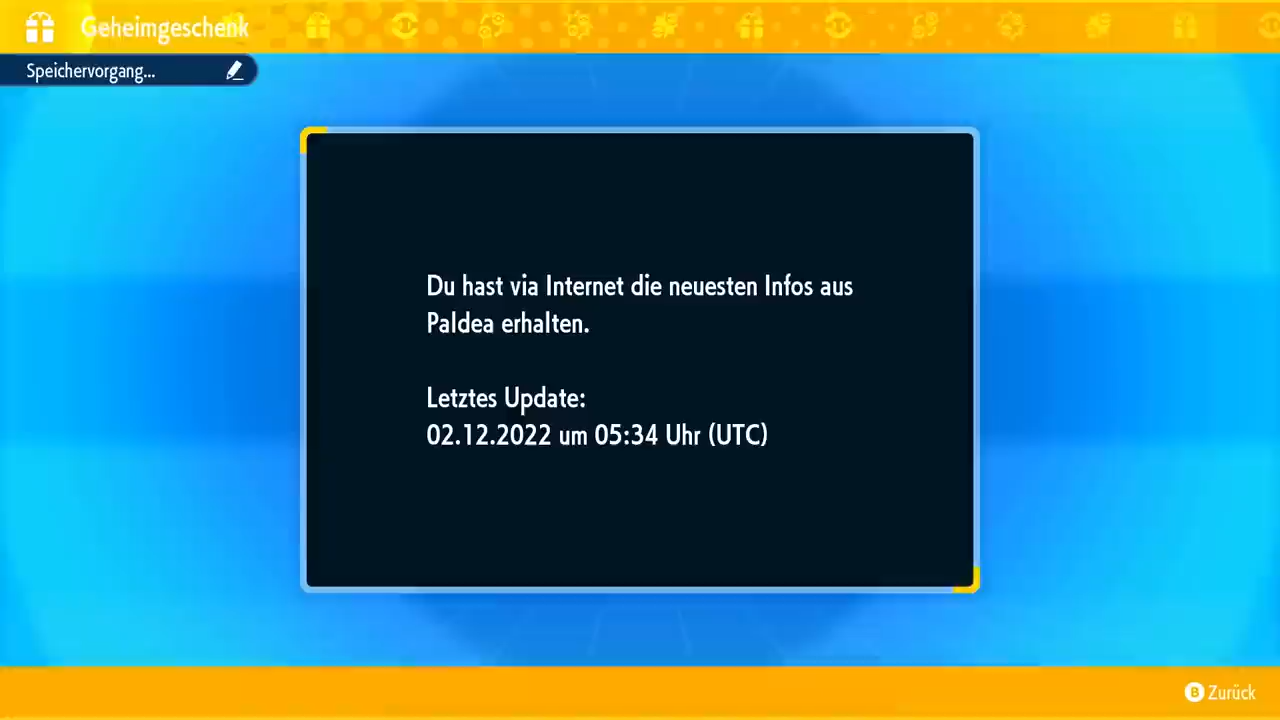 Geheimgeschenk
Speichervorgang...
Du hast via Internet die neuesten Infos aus
Paldea erhalten.
Letztes Update:
02.12.2022 um 05:34 Uhr (UTC)
B Zurück